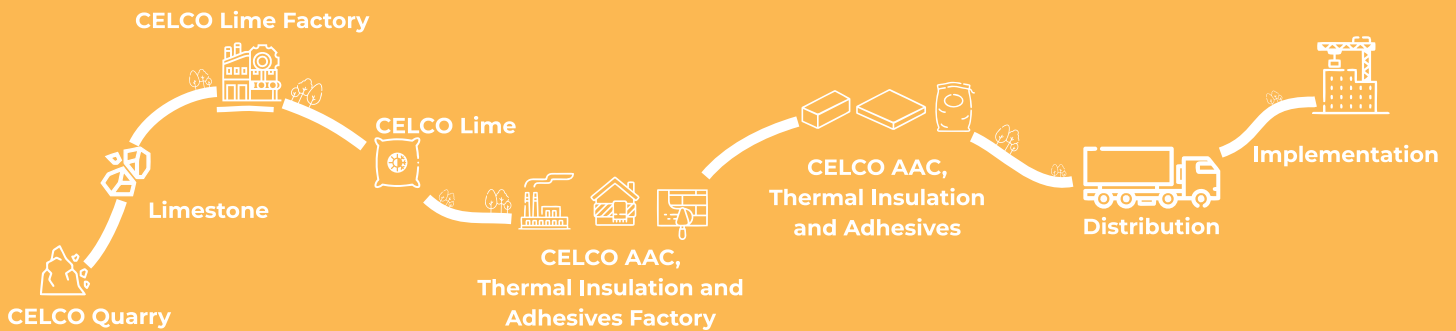 CELCO Quarry
Limestone
CELCO Lime Factory
CELCO Lime
CELCO AAC,
Thermal Insulation and
Adhesives Factory
CELCO AAC,
Thermal Insulation
and Adhesives
Distribution
Implementation